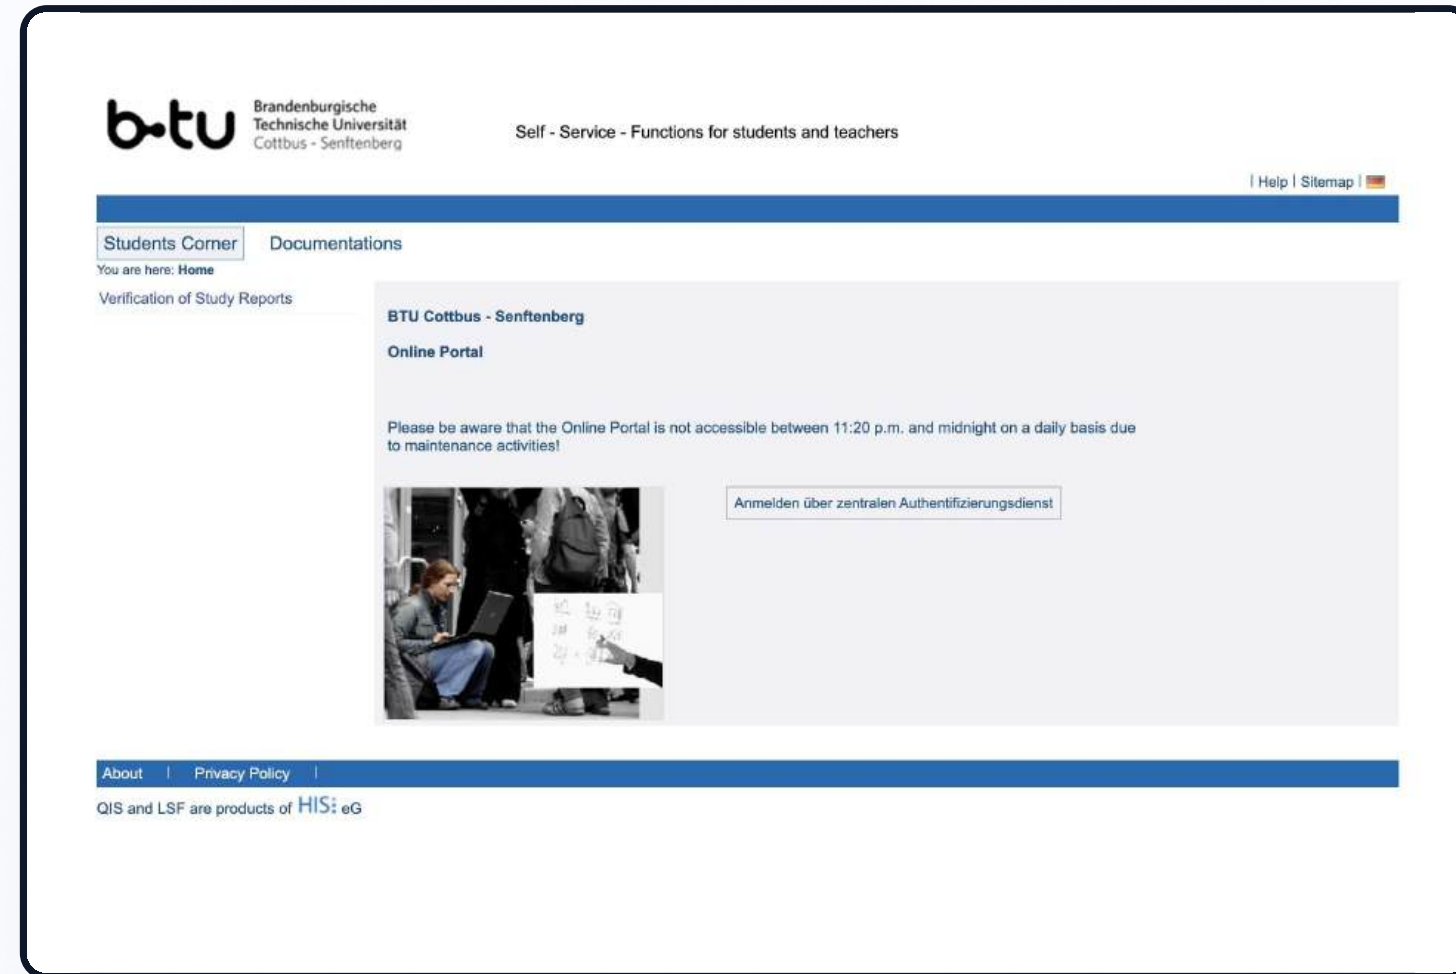 b-tu
Brandenburgische
Technische Universität
Cottbus - Senftenberg
Self - Service - Functions for students and teachers
| Help | Sitemap |
Students Corner
Documentations
You are here: Home
Verification of Study Reports
BTU Cottbus - Senftenberg
Online Portal
Please be aware that the Online Portal is not accessible between 11:20 p.m. and midnight on a daily basis due
to maintenance activities!
Anmelden über zentralen Authentifizierungsdienst
About | Privacy Policy |
QIS and LSF are products of HIS: eG